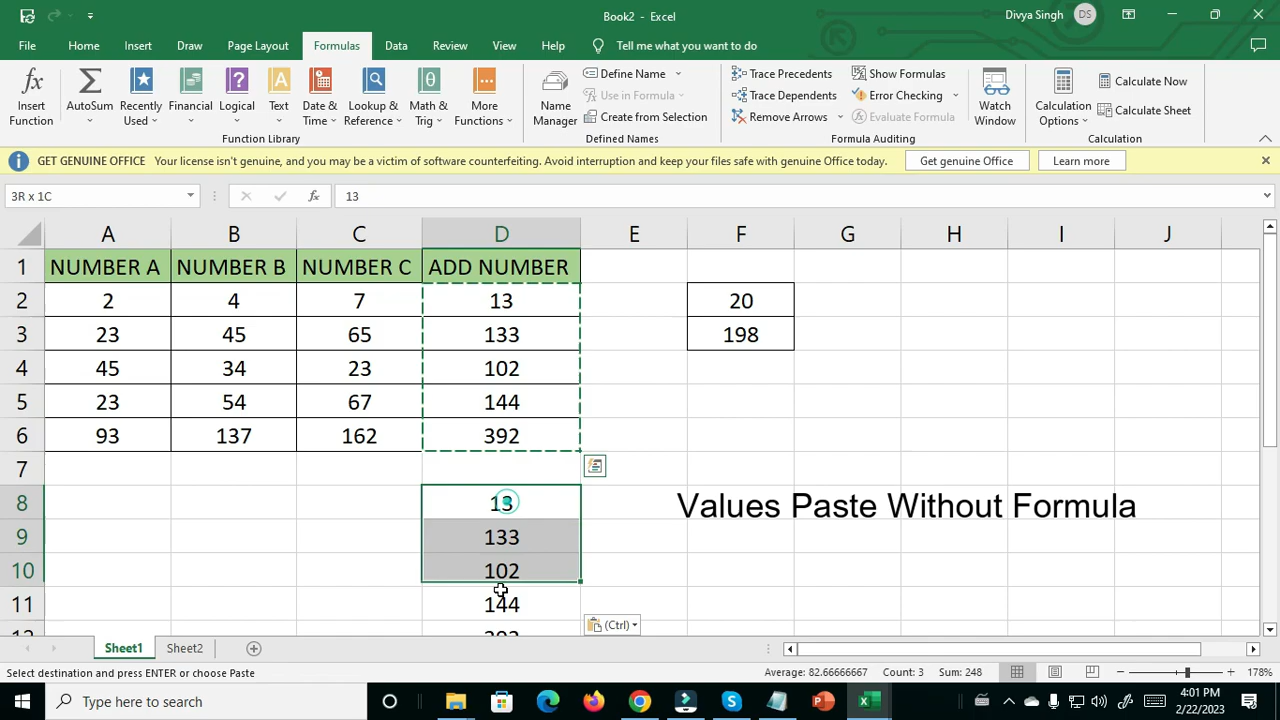 Book2 - Excel
Divya Singh DS
File Home Insert Draw Page Layout Formulas Data Review View Help Tell me what you want to do
Insert Function
AutoSum
Recently Used
Financial
Logical
Text
Date & Time
Lookup & Reference
Math & Trig
More Functions
Function Library
Name Manager
Define Name
Use in Formula
Create from Selection
Defined Names
Trace Precedents
Trace Dependents
Remove Arrows
Show Formulas
Error Checking
Evaluate Formula
Formula Auditing
Watch Window
Calculation Options
Calculate Now
Calculate Sheet
Calculation
GET GENUINE OFFICE Your license isn't genuine, and you may be a victim of software counterfeiting. Avoid interruption and keep your files safe with genuine Office today. Get genuine Office Learn more
3R x 1C fx 13
A B C D E F G H I J
1 NUMBER A NUMBER B NUMBER C ADD NUMBER
2 2 4 7 13 20
3 23 45 65 133 198
4 45 34 23 102
5 23 54 67 144
6 93 137 162 392
7
8 13 Values Paste Without Formula
9 133
10 102
11 144
12 392
(Ctrl)
Sheet1 Sheet2
Select destination and press ENTER or choose Paste Average: 82.66666667 Count: 3 Sum: 248 178%
Type here to search
4:01 PM
2/22/2023